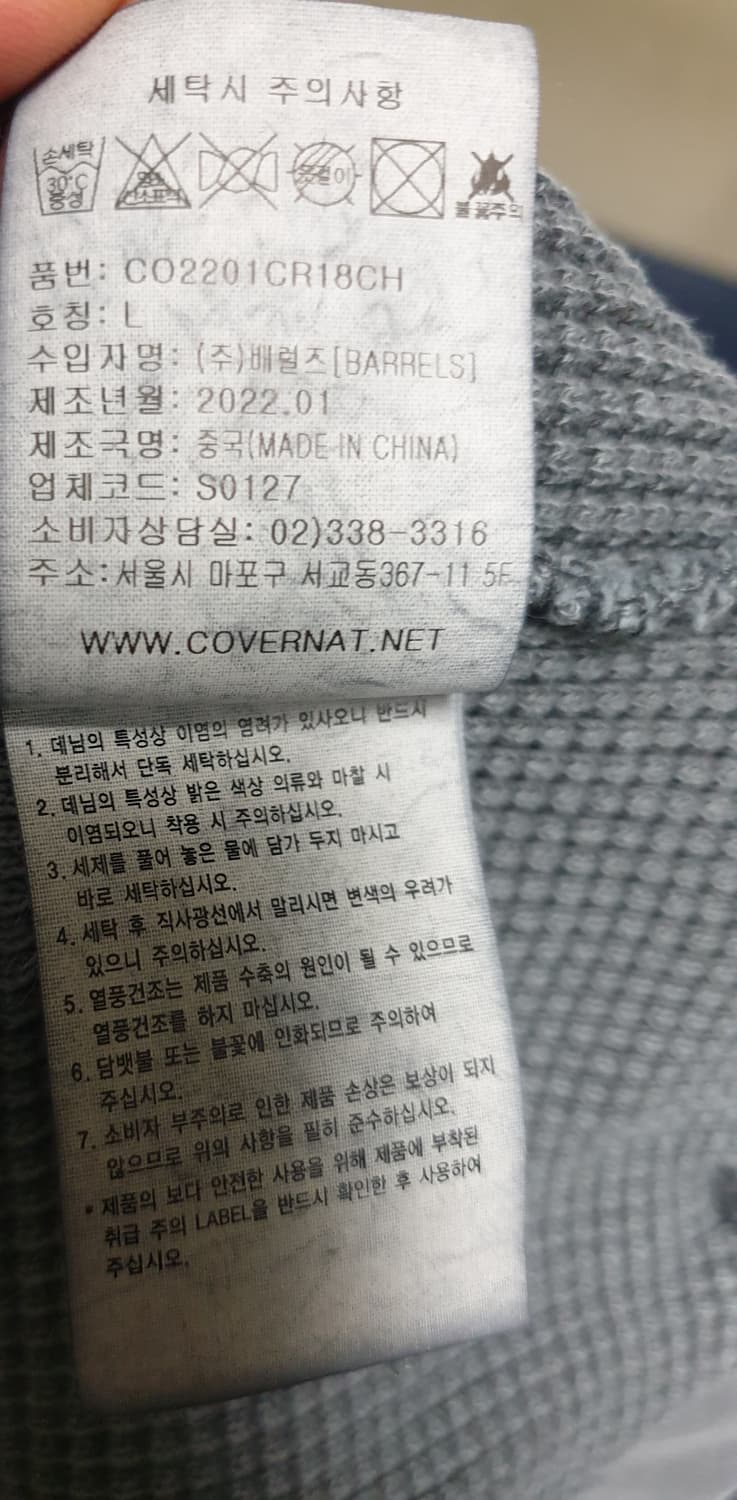 세탁시 주의사항
손세탁
30°C
중성
염소
산소표백
옷걸이
불꽃주의
품번: CO2201CR18CH
호칭: L
수입자명: (주)배럴즈[BARRELS]
제조년월: 2022.01
제조국명: 중국(MADE IN CHINA)
업체코드: S0127
소비자상담실: 02)338-3316
주소:서울시 마포구 서교동367-11 5F
WWW.COVERNAT.NET
1. 데님의 특성상 이염의 염려가 있사오니 반드시
분리해서 단독 세탁하십시오.
2. 데님의 특성상 밝은 색상 의류와 마찰 시
이염되오니 착용 시 주의하십시오.
3. 세제를 풀어 놓은 물에 담가 두지 마시고
바로 세탁하십시오.
4. 세탁 후 직사광선에서 말리시면 변색의 우려가
있으니 주의하십시오.
5. 열풍건조는 제품 수축의 원인이 될 수 있으므로
열풍건조를 하지 마십시오.
6. 담뱃불 또는 불꽃에 인화되므로 주의하여
주십시오.
7. 소비자 부주의로 인한 제품 손상은 보상이 되지
않으므로 위의 사항을 필히 준수하십시오.
* 제품의 보다 안전한 사용을 위해 제품에 부착된
취급 주의 LABEL을 반드시 확인한 후 사용하여
주십시오.